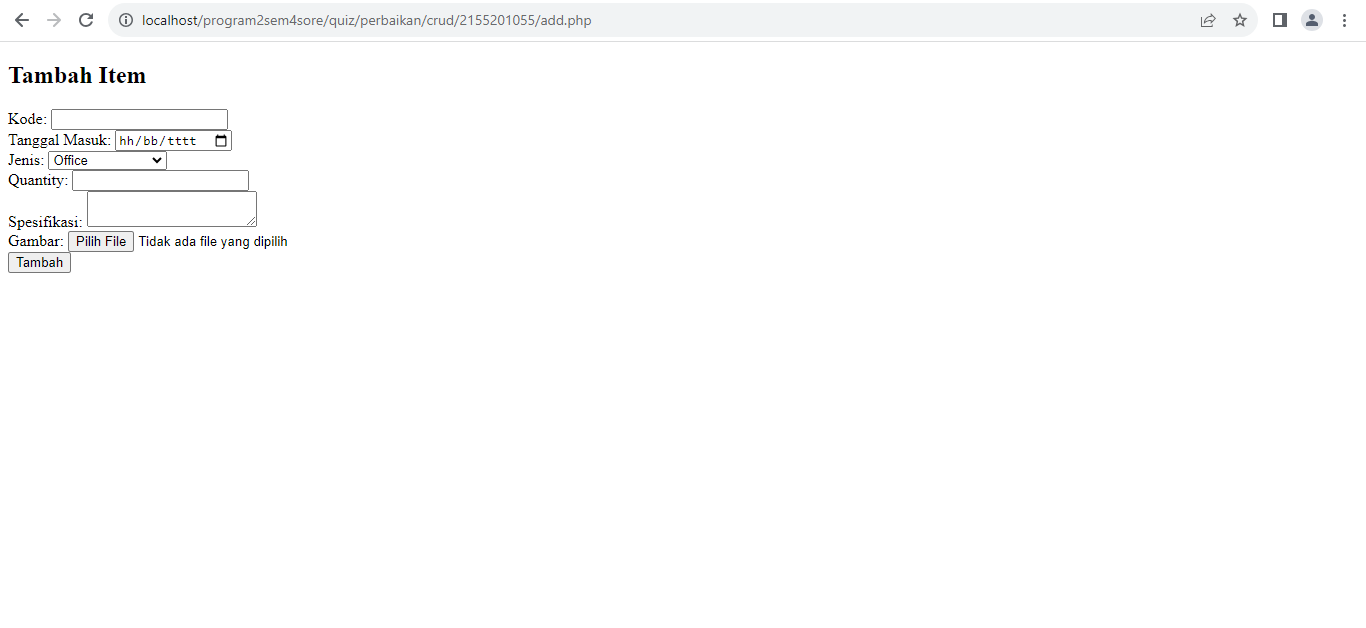 localhost/program2sem4sore/quiz/perbaikan/crud/2155201055/add.php
Tambah Item
Kode:
Tanggal Masuk: hh/bb/tttt
Jenis: Office
Quantity:
Spesifikasi:
Gambar: Pilih File Tidak ada file yang dipilih
Tambah